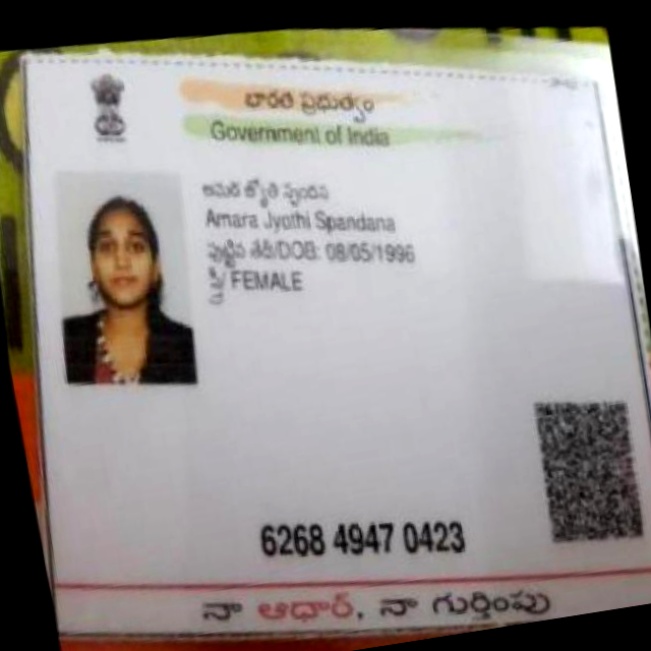 భారత ప్రభుత్వం
Government of India
అమర జ్యోతి స్పందన
Amara Jyothi Spandana
పుట్టిన తేదీ/DOB: 08/05/1996
స్త్రీ/ FEMALE
6268 4947 0423
నా ఆధార్, నా గుర్తింపు